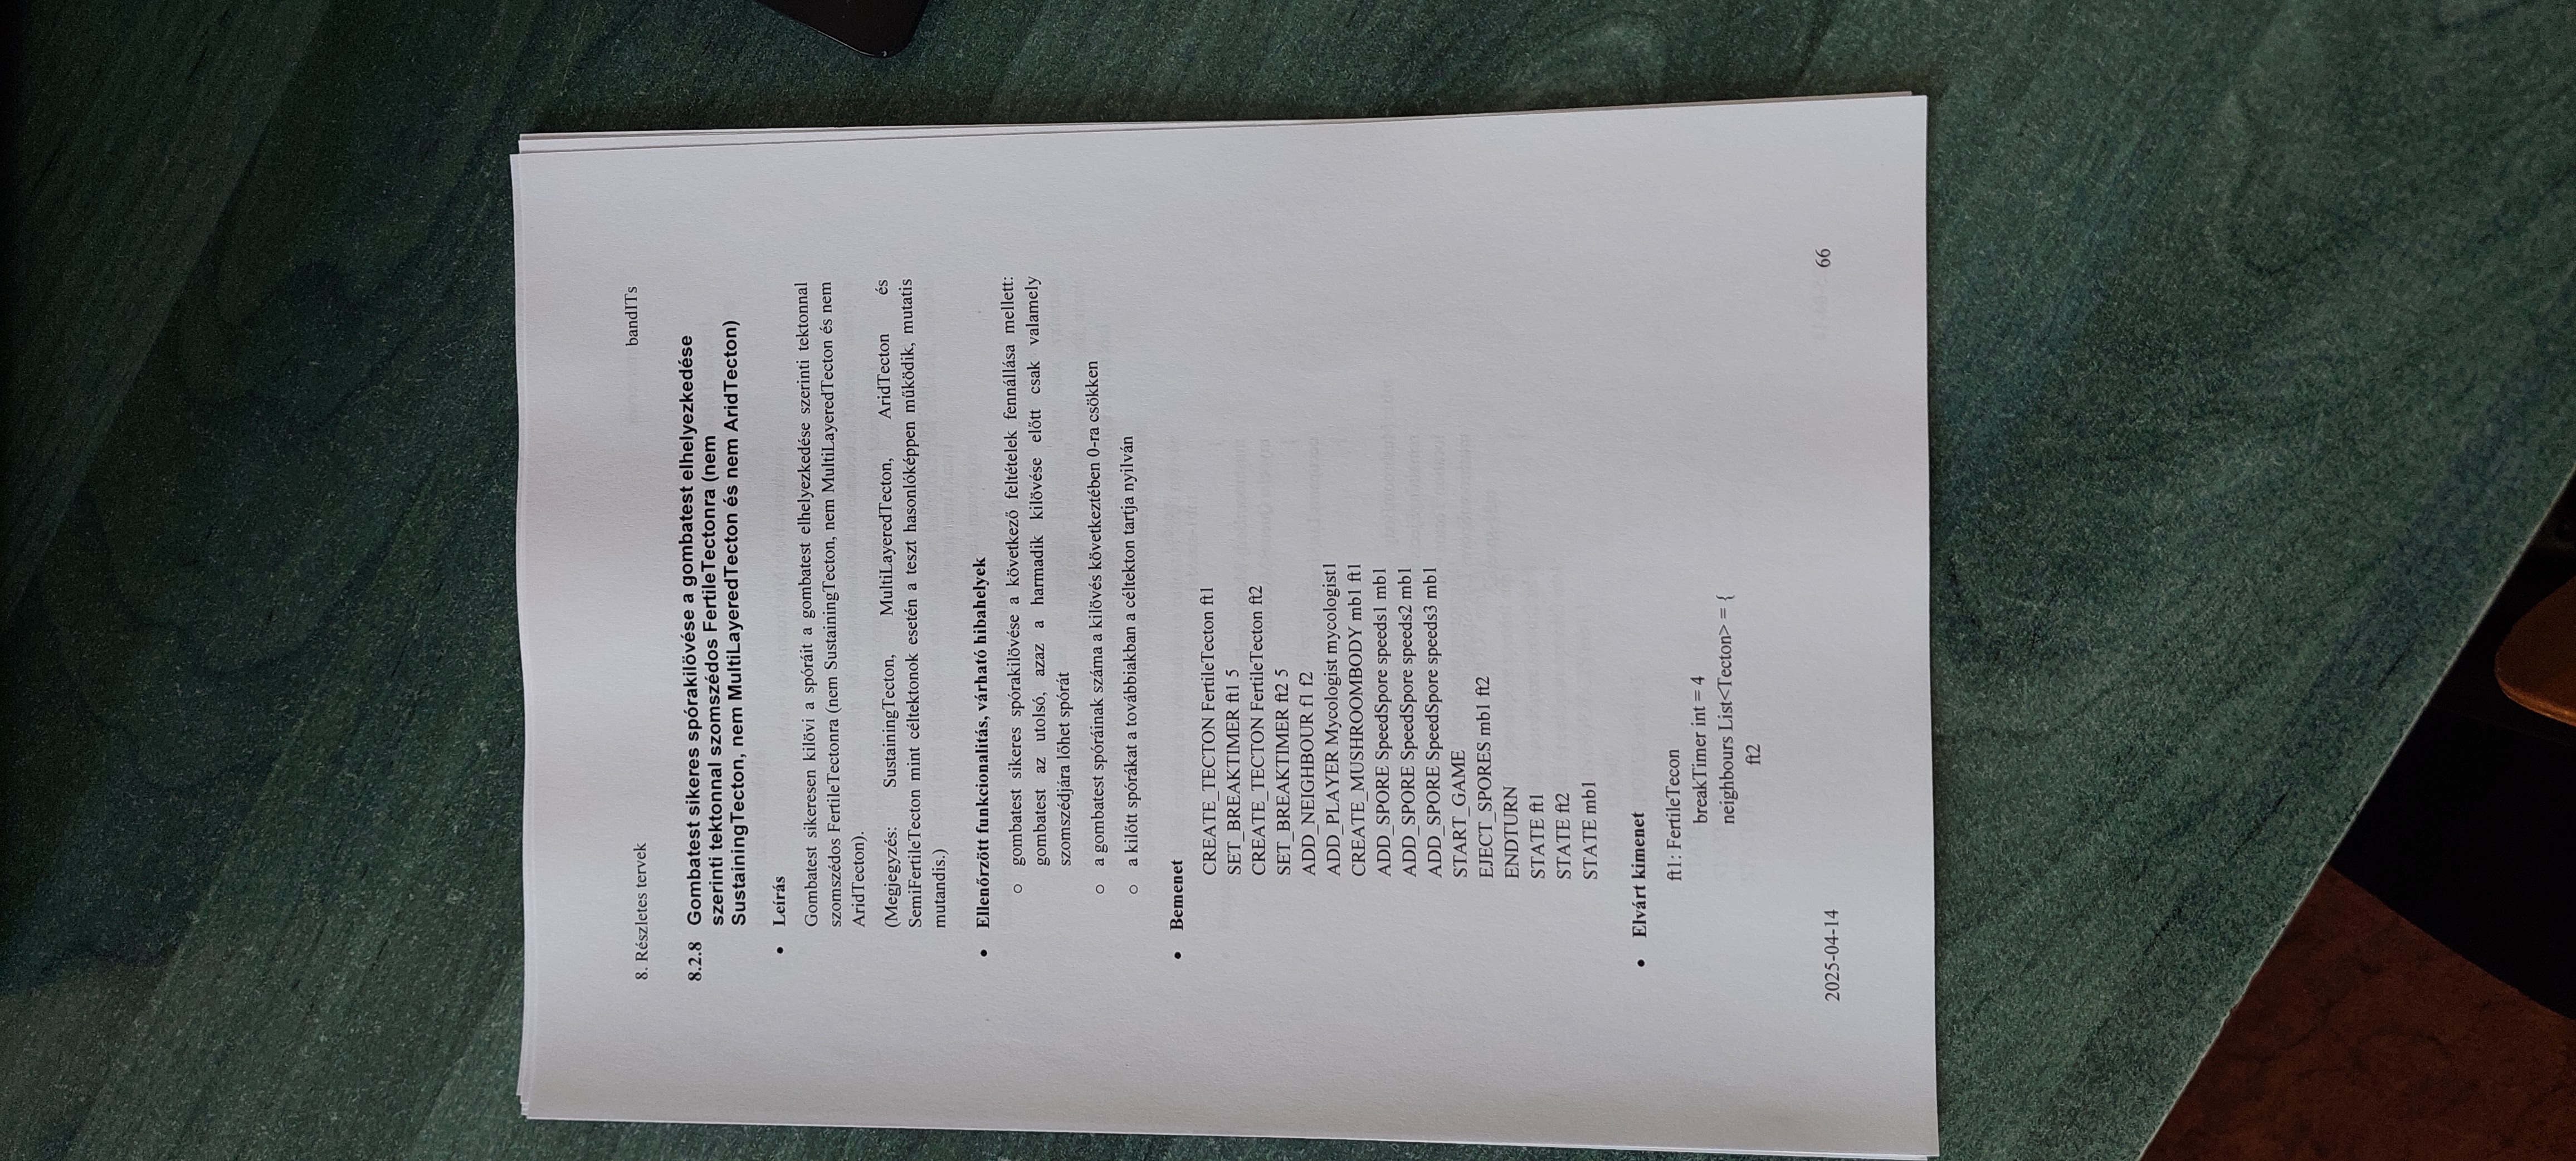 8. Részletes tervek bandITs
8.2.8 Gombatest sikeres spórakilövése a gombatest elhelyezkedése
szerinti tektonnal szomszédos FertileTectonra (nem
SustainingTecton, nem MultiLayeredTecton és nem AridTecton)
• Leírás
Gombatest sikeresen kilövi a spóráit a gombatest elhelyezkedése szerinti tektonnal
szomszédos FertileTectonra (nem SustainingTecton, nem MultiLayeredTecton és nem
AridTecton).
(Megjegyzés: SustainingTecton, MultiLayeredTecton, AridTecton és
SemiFertileTecton mint céltektonok esetén a teszt hasonlóképpen működik, mutatis
mutandis.)
• Ellenőrzött funkcionalitás, várható hibahelyek
o gombatest sikeres spórakilövése a következő feltételek fennállása mellett:
gombatest az utolsó, azaz a harmadik kilövése előtt csak valamely
szomszédjára lőhet spórát
o a gombatest spóráinak száma a kilövés következtében 0-ra csökken
o a kilőtt spórákat a továbbiakban a céltekton tartja nyilván
• Bemenet
CREATE_TECTON FertileTecton ft1
SET_BREAKTIMER ft1 5
CREATE_TECTON FertileTecton ft2
SET_BREAKTIMER ft2 5
ADD_NEIGHBOUR f1 f2
ADD_PLAYER Mycologist mycologist1
CREATE_MUSHROOMBODY mb1 ft1
ADD_SPORE SpeedSpore speeds1 mb1
ADD_SPORE SpeedSpore speeds2 mb1
ADD_SPORE SpeedSpore speeds3 mb1
START_GAME
EJECT_SPORES mb1 ft2
ENDTURN
STATE ft1
STATE ft2
STATE mb1
• Elvárt kimenet
ft1: FertileTecon
breakTimer int = 4
neighbours List<Tecton> = {
ft2
2025-04-14 66